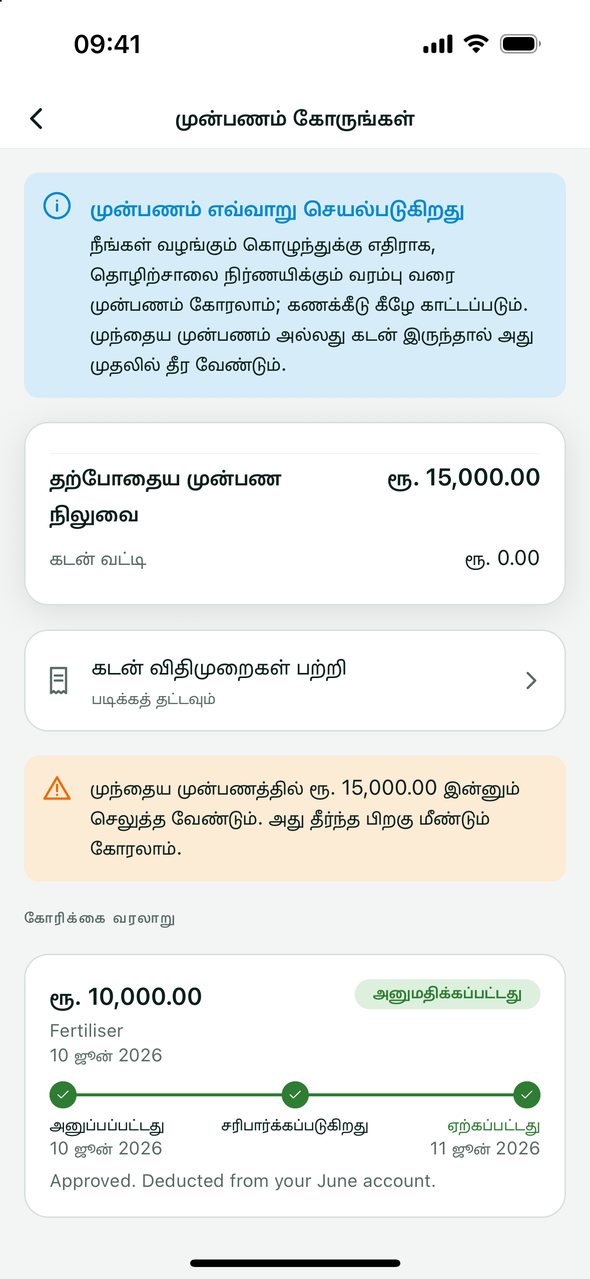 09:41
முன்பணம் கோருங்கள்
முன்பணம் எவ்வாறு செயல்படுகிறது
நீங்கள் வழங்கும் கொழுந்துக்கு எதிராக,
தொழிற்சாலை நிர்ணயிக்கும் வரம்பு வரை
முன்பணம் கோரலாம்; கணக்கீடு கீழே காட்டப்படும்.
முந்தைய முன்பணம் அல்லது கடன் இருந்தால் அது
முதலில் தீர வேண்டும்.
தற்போதைய முன்பண ரூ. 15,000.00
நிலுவை
கடன் வட்டி ரூ. 0.00
கடன் விதிமுறைகள் பற்றி
படிக்கத் தட்டவும்
முந்தைய முன்பணத்தில் ரூ. 15,000.00 இன்னும்
செலுத்த வேண்டும். அது தீர்ந்த பிறகு மீண்டும்
கோரலாம்.
கோரிக்கை வரலாறு
ரூ. 10,000.00 அனுமதிக்கப்பட்டது
Fertiliser
10 ஜூன் 2026
அனுப்பப்பட்டது சரிபார்க்கப்படுகிறது ஏற்கப்பட்டது
10 ஜூன் 2026 11 ஜூன் 2026
Approved. Deducted from your June account.